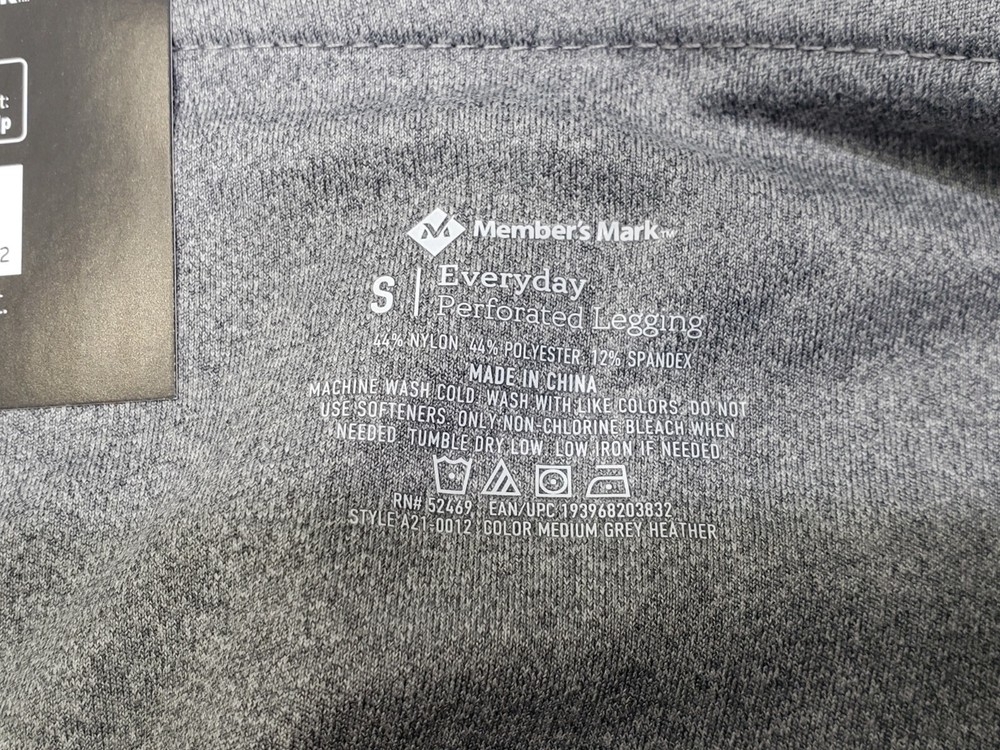 Member's Mark™
S
Everyday
Perforated Legging
44% NYLON 44% POLYESTER 12% SPANDEX
MADE IN CHINA
MACHINE WASH COLD. WASH WITH LIKE COLORS. DO NOT
USE SOFTENERS. ONLY NON-CHLORINE BLEACH WHEN
NEEDED. TUMBLE DRY LOW. LOW IRON IF NEEDED.
RN# 52469 EAN/UPC 193968203832
STYLE A21-0012 COLOR MEDIUM GREY HEATHER
2